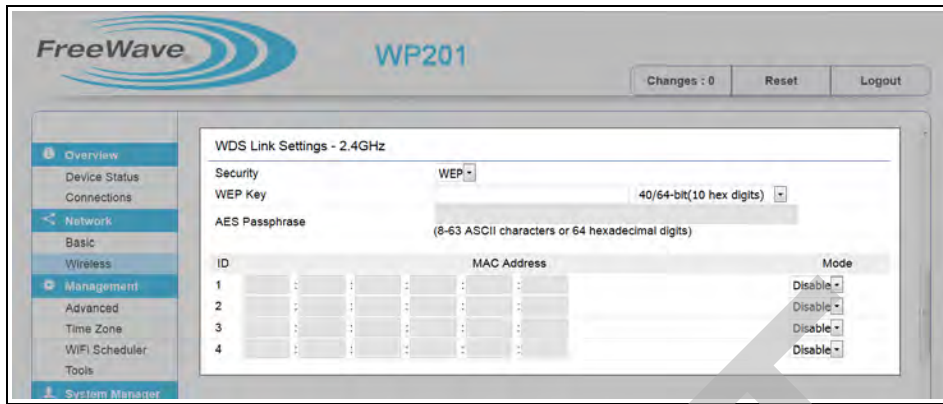 FreeWave
WP201
Changes : 0 Reset Logout
Overview
Device Status
Connections
Network
Basic
Wireless
Management
Advanced
Time Zone
WiFi Scheduler
Tools
System Manager
WDS Link Settings - 2.4GHz
Security WEP
WEP Key 40/64-bit(10 hex digits)
AES Passphrase
(8-63 ASCII characters or 64 hexadecimal digits)
ID MAC Address Mode
1 : : : : : Disable
2 : : : : : Disable
3 : : : : : Disable
4 : : : : : Disable